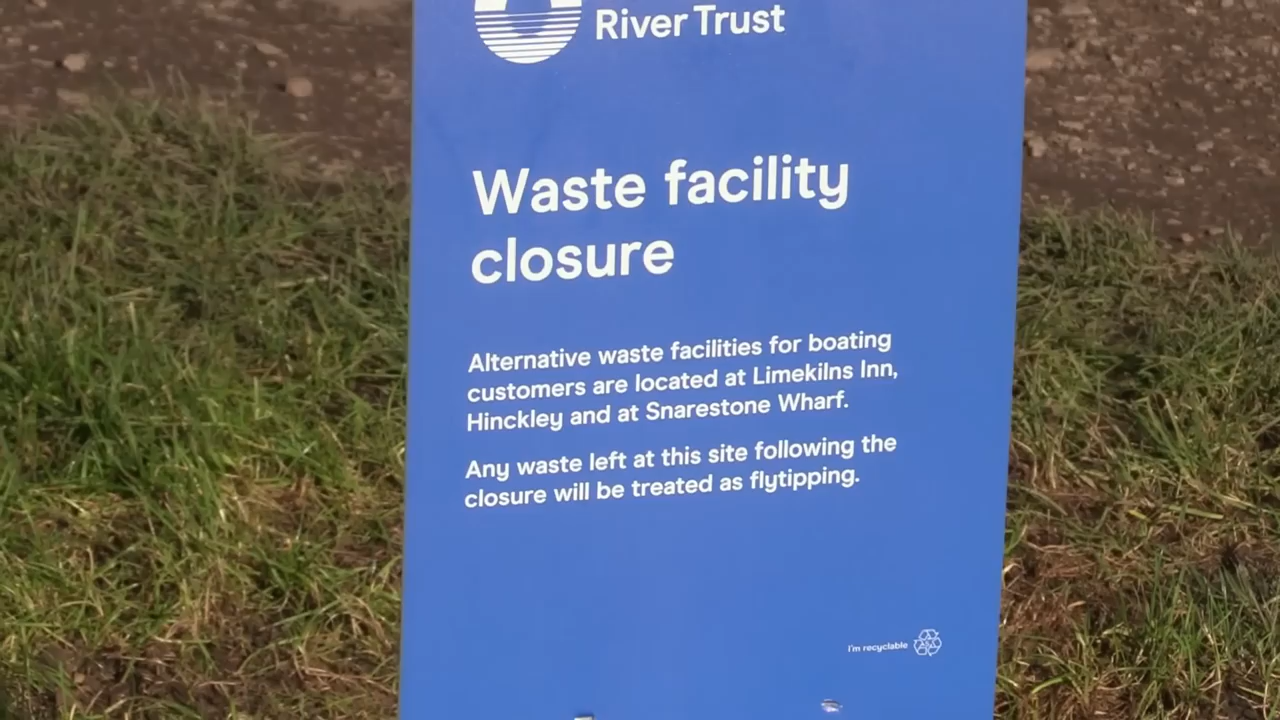 River Trust
Waste facility
closure
Alternative waste facilities for boating
customers are located at Limekilns Inn,
Hinckley and at Snarestone Wharf.
Any waste left at this site following the
closure will be treated as flytipping.
I'm recyclable